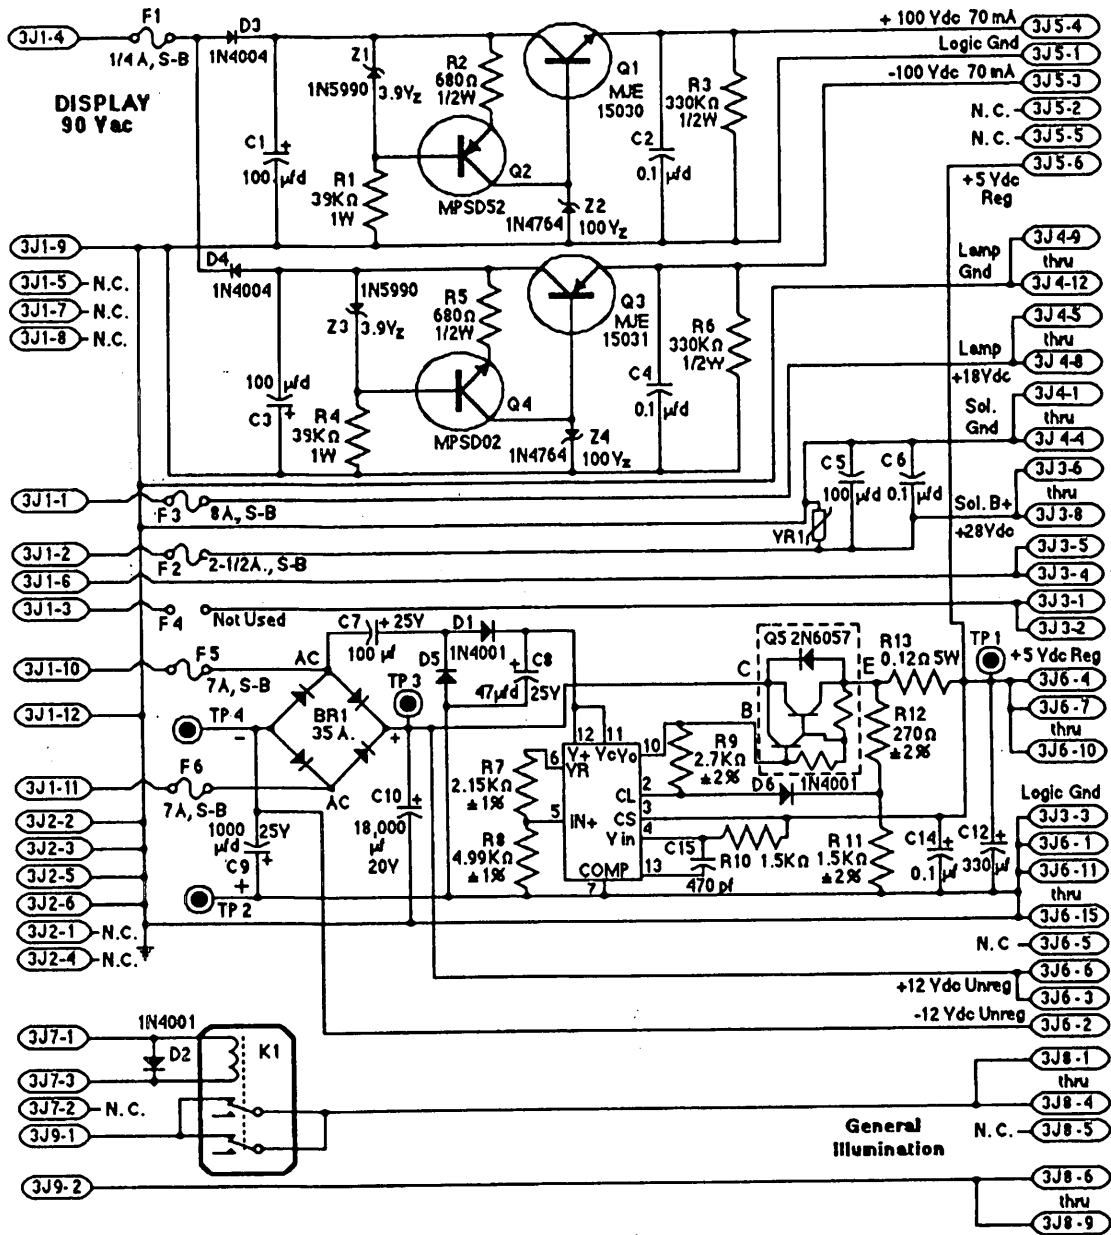 3J1-4
F1
1/4 A, S-B
D3
1N4004
DISPLAY
90 Vac
C1
+
100 µfd
Z1
1N5990
3.9Vz
R1
39KΩ
1W
R2
680Ω
1/2W
Q2
MPSD52
Q1
MJE
15030
Z2
1N4764
100Vz
C2
0.1 µfd
R3
330KΩ
1/2W
+ 100 Vdc 70 mA
3J5-4
Logic Gnd
3J5-1
-100 Vdc 70 mA
3J5-3
N.C.
3J5-2
N.C.
3J5-5
3J5-6
+5 Vdc
Reg
3J1-9
3J1-5
N.C.
3J1-7
N.C.
3J1-8
N.C.
D4
1N4004
1N5990
Z3
3.9Vz
100 µfd
C3
+
R4
39KΩ
1W
R5
680Ω
1/2W
Q4
MPSD02
Q3
MJE
15031
Z4
1N4764
100Vz
C4
0.1 µfd
R6
330KΩ
1/2W
Lamp
Gnd
3J4-9
thru
3J4-12
3J4-5
thru
3J4-8
Lamp
+18Vdc
Sol.
Gnd
3J4-1
thru
3J4-4
C5
100 µfd
C6
0.1 µfd
VR1
Sol. B+
+28Vdc
3J3-6
thru
3J3-8
3J1-1
F3
8A, S-B
3J1-2
F2
2-1/2A., S-B
3J3-5
3J1-6
3J3-4
3J1-3
F4
Not Used
3J3-1
3J3-2
3J1-10
F5
7A, S-B
AC
C7
+ 25V
100 µf
D1
1N4001
D5
C8
+
47µfd
25V
Q5 2N6057
C
E
B
R13
0.12Ω 5W
TP1
+5 Vdc Reg
3J6-4
3J6-7
thru
3J6-10
3J1-12
TP4
-
BR1
35A.
+
TP3
3J1-11
F6
7A, S-B
AC
1000
µfd
25V
C9
+
C10
+
18,000
µf
20V
R7
2.15KΩ
±1%
R8
4.99KΩ
±1%
12
11
V+
Vc
Vo
10
6
VR
2
CL
3
CS
5
IN+
4
V in
COMP
13
7
R9
2.7KΩ
±2%
D6
1N4001
R12
270Ω
±2%
C15
470 pf
R10
1.5KΩ
R11
1.5KΩ
±2%
C14
+
0.1 µf
C12
+
330 µf
Logic Gnd
3J3-3
3J6-1
3J6-11
thru
3J6-15
3J2-2
3J2-3
3J2-5
3J2-6
+
TP2
3J2-1
N.C.
3J2-4
N.C.
N.C
3J6-5
3J6-6
+12 Vdc Unreg
3J6-3
-12 Vdc Unreg
3J6-2
3J7-1
1N4001
D2
K1
3J7-3
3J7-2
N.C.
3J9-1
3J8-1
thru
3J8-4
N.C.
3J8-5
General
Illumination
3J9-2
3J8-6
thru
3J8-9